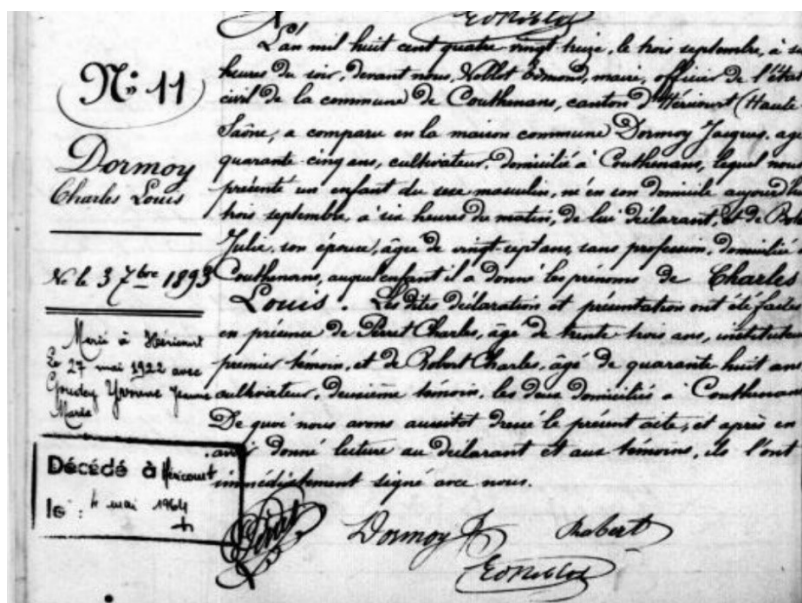 N° 11
Dormoy
Charles Louis
Né le 3 7bre 1893
Marié à Héricourt
le 27 mai 1922 avec
Yvonne Jeanne
Marie
Décédé à Héricourt
le : 4 mai 1964
L'an mil huit cent quatre vingt treize, le trois septembre, à
heures du soir, devant nous, Nollot Edmond, maire, officier de l'état
civil de la commune de Couthenans, canton d'Héricourt (Haute
Saône, a comparu en la maison commune Dormoy Jacques, agé
quarante cinq ans, cultivateur, domicilié à Couthenans, lequel nous
présenté un enfant du sexe masculin, né en son domicile aujourd'hui
trois septembre, à six heures du matin, de lui déclarant, et de
Julie, son épouse, âgée de vingt sept ans, sans profession, domiciliée
Couthenans, auquel enfant il a donné les prénoms de Charles
Louis. Les dites déclaration et présentation ont été faites
en présence de Perret Charles, âgé de trente trois ans, instituteur
premier témoin, et de Robert Charles, âgé de quarante huit ans
cultivateur, deuxième témoin, les deux domiciliés à Couthenans
De quoi nous avons aussitôt dressé le présent acte, et après en
avoir donné lecture au déclarant et aux témoins, ils l'ont
immédiatement signé avec nous.
Perret Dormoy J Robert
Ed Nollot